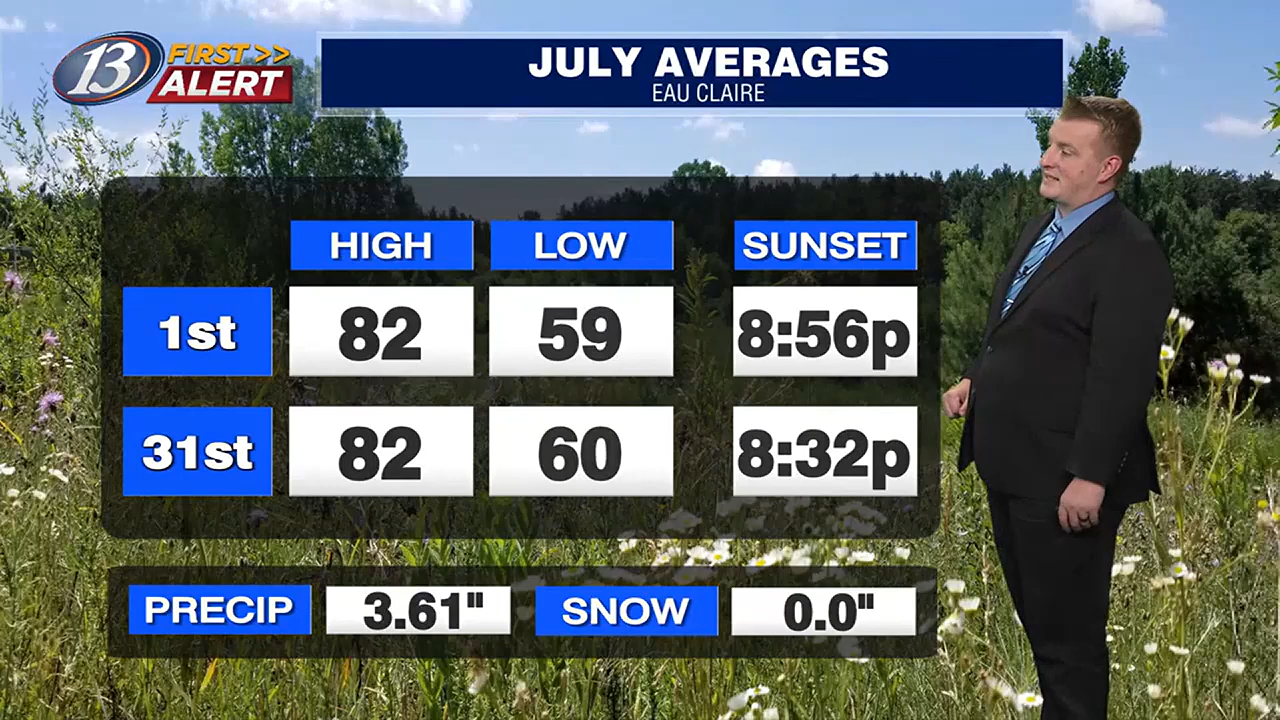 13 FIRST >>
ALERT
JULY AVERAGES
EAU CLAIRE
HIGH LOW SUNSET
1st 82 59 8:56p
31st 82 60 8:32p
PRECIP 3.61" SNOW 0.0"